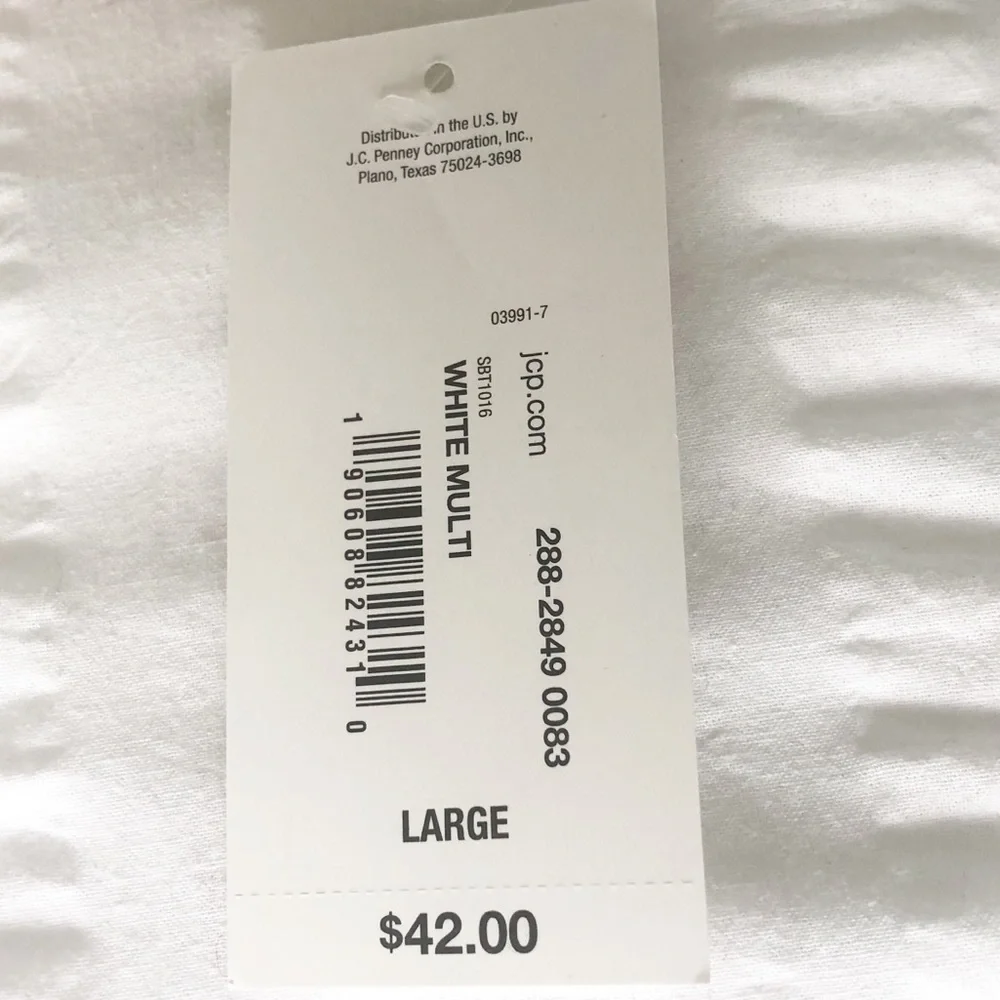 in the U.S. by
J.C. Penney Corporation, Inc.,
Plano, Texas 75024-3698
03991-7
jcp.com 288-2849 0083
SBT1016
WHITE MULTI
1 90608 82431 0
LARGE
$42.00